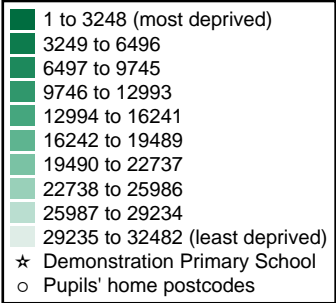 1 to 3248 (most deprived)
3249 to 6496
6497 to 9745
9746 to 12993
12994 to 16241
16242 to 19489
19490 to 22737
22738 to 25986
25987 to 29234
29235 to 32482 (least deprived)
Demonstration Primary School
Pupils' home postcodes